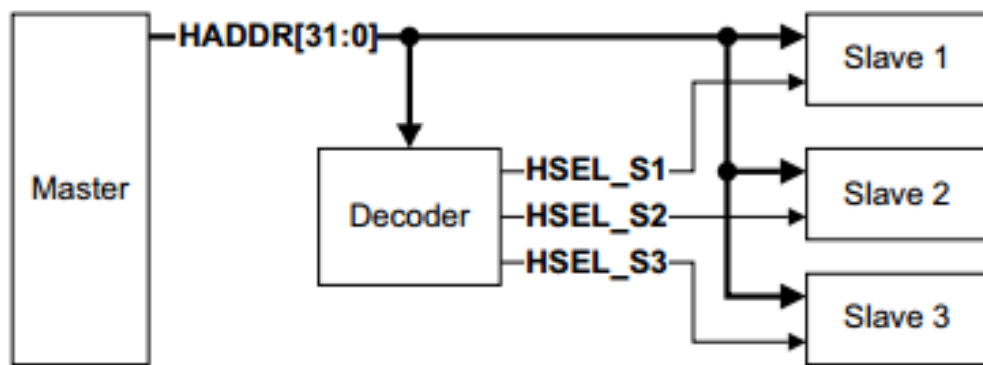 HADDR[31:0]
Slave 1
Master
Decoder
HSEL_S1
HSEL_S2
HSEL_S3
Slave 2
Slave 3